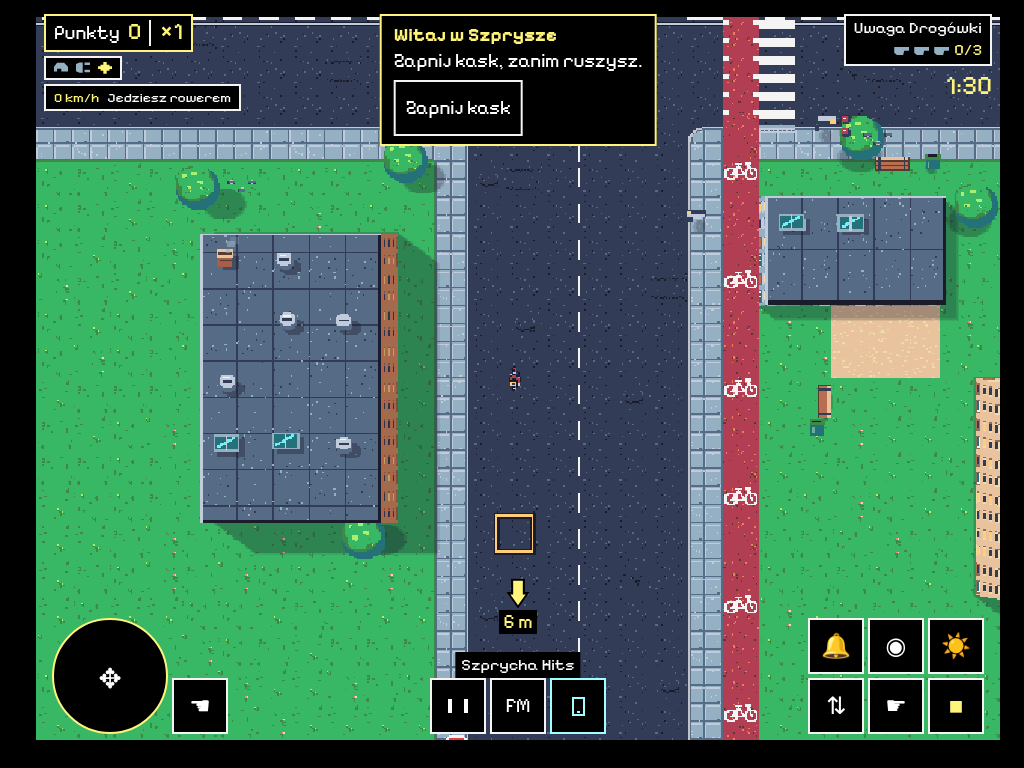 Punkty 0 ×1
0 km/h Jedziesz rowerem
Witaj w Szprysze
Zapnij kask, zanim ruszysz.
Zapnij kask
Uwaga Drogówki
0/3
1:30
6 m
Szprycha Hits
FM